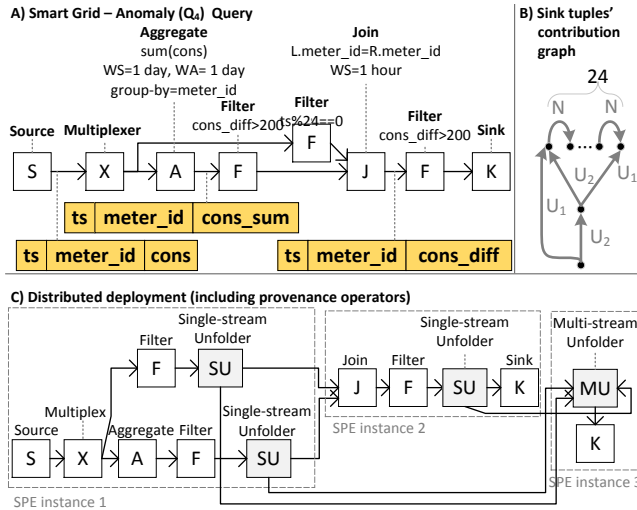 A) Smart Grid – Anomaly (Q4) Query
Aggregate
sum(cons)
WS=1 day, WA= 1 day
group-by=meter_id
Join
L.meter_id=R.meter_id
WS=1 hour
Filter
cons_diff>200
Filter
ts%24==0
Filter
cons_diff>200
Source
Multiplexer
Sink
F
S
X
A
F
J
F
K
ts meter_id cons_sum
ts meter_id cons
ts meter_id cons_diff
B) Sink tuples’
contribution
graph
24
N N
U2 U1
U1
U2
C) Distributed deployment (including provenance operators)
Single-stream
Unfolder
Filter
F
SU
Multiplex
Single-stream
Unfolder
Source
Aggregate
Filter
S
X
A
F
SU
SPE instance 1
Single-stream
Unfolder
Join
Filter
Sink
J
F
SU
K
SPE instance 2
Multi-stream
Unfolder
MU
K
SPE instance 3